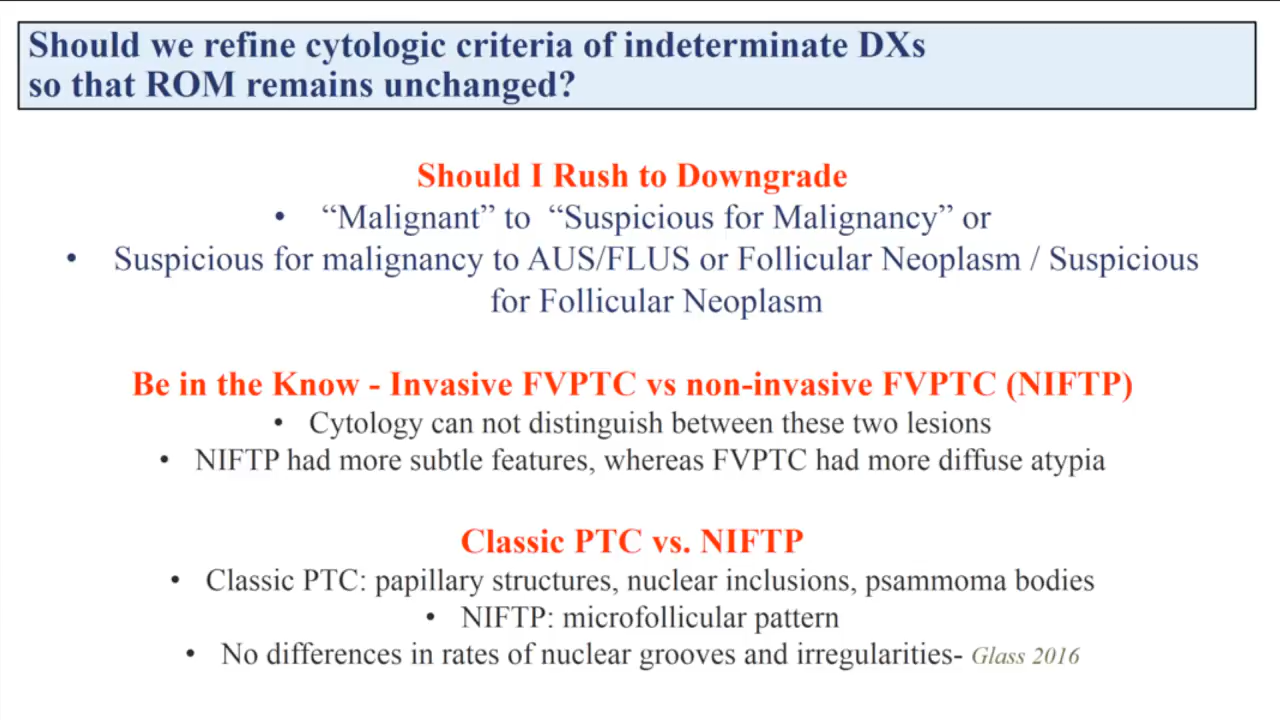 Should we refine cytologic criteria of indeterminate DXs
so that ROM remains unchanged?
Should I Rush to Downgrade
• “Malignant” to “Suspicious for Malignancy” or
• Suspicious for malignancy to AUS/FLUS or Follicular Neoplasm / Suspicious
for Follicular Neoplasm
Be in the Know - Invasive FVPTC vs non-invasive FVPTC (NIFTP)
• Cytology can not distinguish between these two lesions
• NIFTP had more subtle features, whereas FVPTC had more diffuse atypia
Classic PTC vs. NIFTP
• Classic PTC: papillary structures, nuclear inclusions, psammoma bodies
• NIFTP: microfollicular pattern
• No differences in rates of nuclear grooves and irregularities- Glass 2016